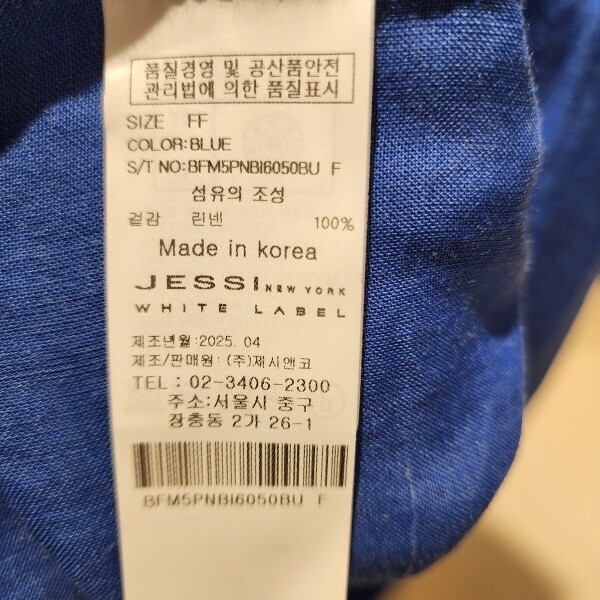 품질경영 및 공산품안전
관리법에 의한 품질표시
SIZE FF
COLOR:BLUE
S/T NO:BFM5PNBI6050BU F
섬유의 조성
겉감 린넨 100%
Made in korea
JESSI NEW YORK
WHITE LABEL
제조년월:2025. 04
제조/판매원: (주)제시앤코
TEL : 02-3406-2300
주소:서울시 중구
장충동 2가 26-1
BFM5PNBI6050BU F